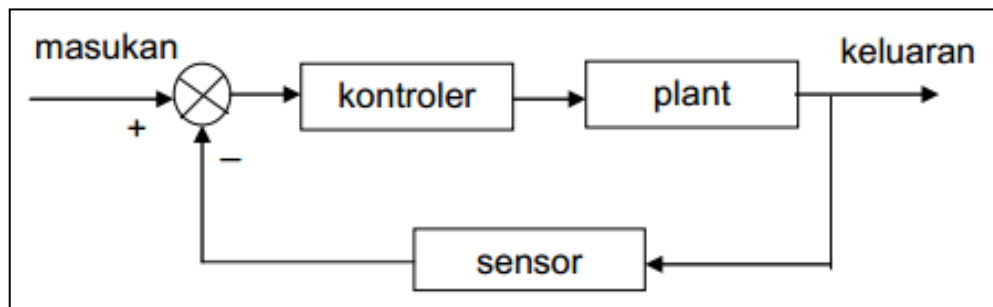 masukan
keluaran
kontroler
plant
+
–
sensor